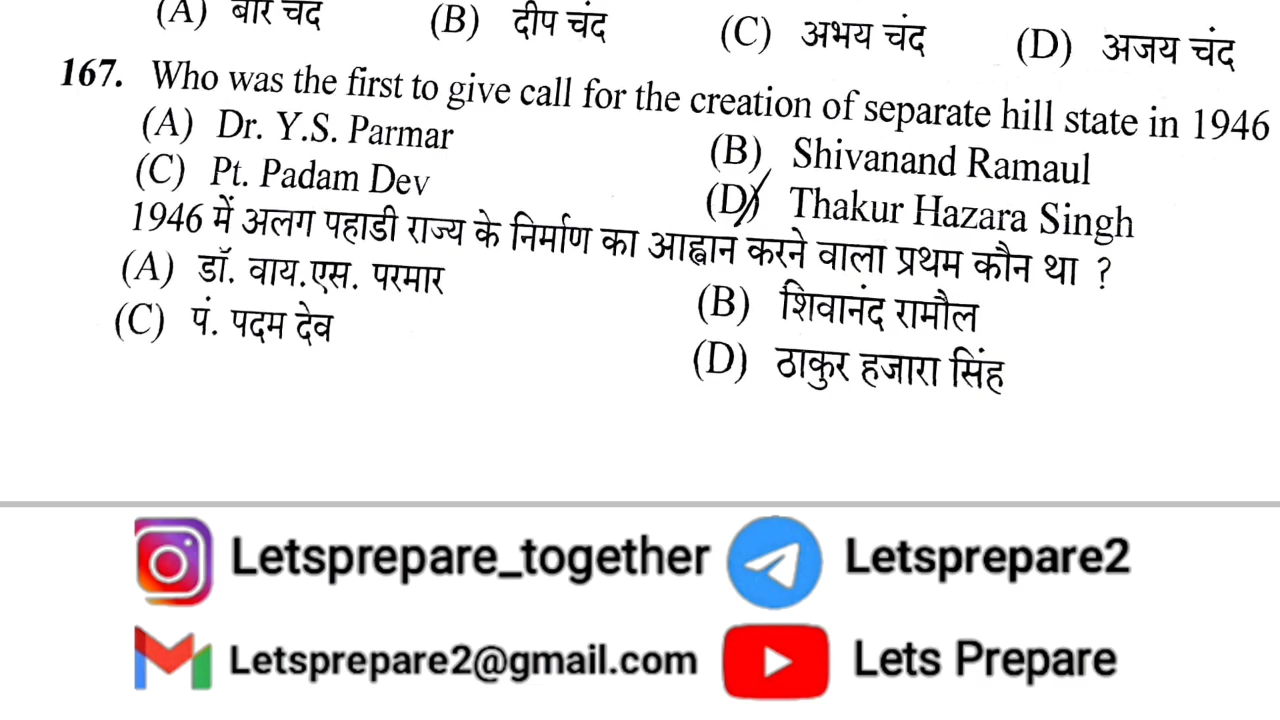 (A) बीर चंद (B) दीप चंद (C) अभय चंद (D) अजय चंद
167. Who was the first to give call for the creation of separate hill state in 1946
(A) Dr. Y.S. Parmar (B) Shivanand Ramaul
(C) Pt. Padam Dev (D) Thakur Hazara Singh
1946 में अलग पहाडी राज्य के निर्माण का आह्वान करने वाला प्रथम कौन था ?
(A) डॉ. वाय.एस. परमार (B) शिवानंद रामौल
(C) पं. पदम देव (D) ठाकुर हजारा सिंह
Letsprepare_together Letsprepare2
Letsprepare2@gmail.com Lets Prepare